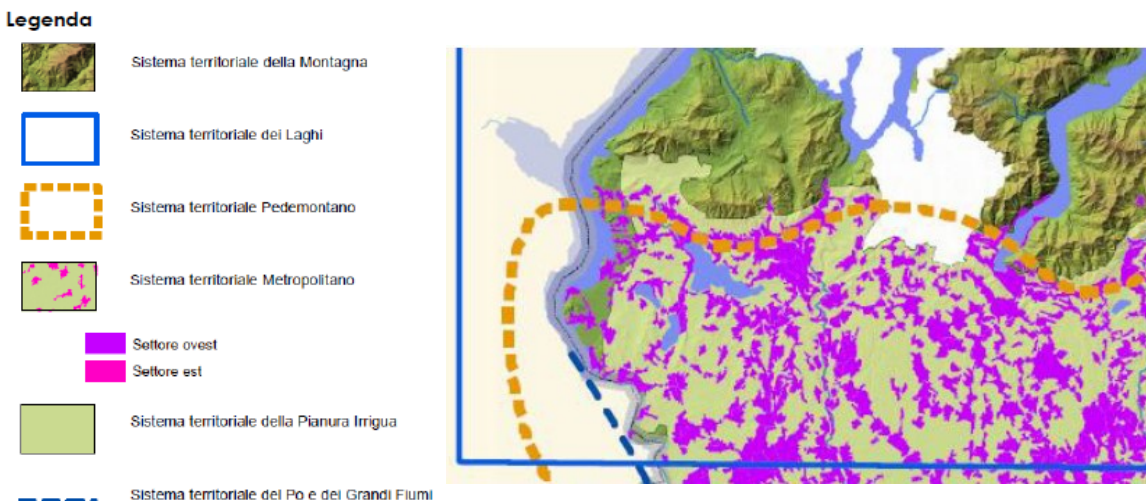 Legenda
Sistema territoriale della Montagna
Sistema territoriale dei Laghi
Sistema territoriale Pedemontano
Sistema territoriale Metropolitano
Settore ovest
Settore est
Sistema territoriale della Pianura Irrigua
Sistema territoriale del Po e dei Grandi Fiumi